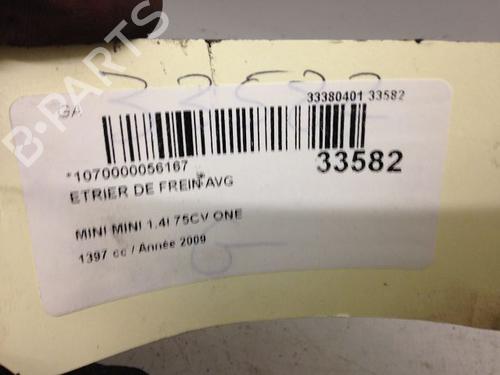 33582
GA
33380401 33582
*1070000056167*
33582
ETRIER DE FREIN AVG
MINI MINI 1.4I 75CV ONE
1397 cc / Année 2009
B-PARTS